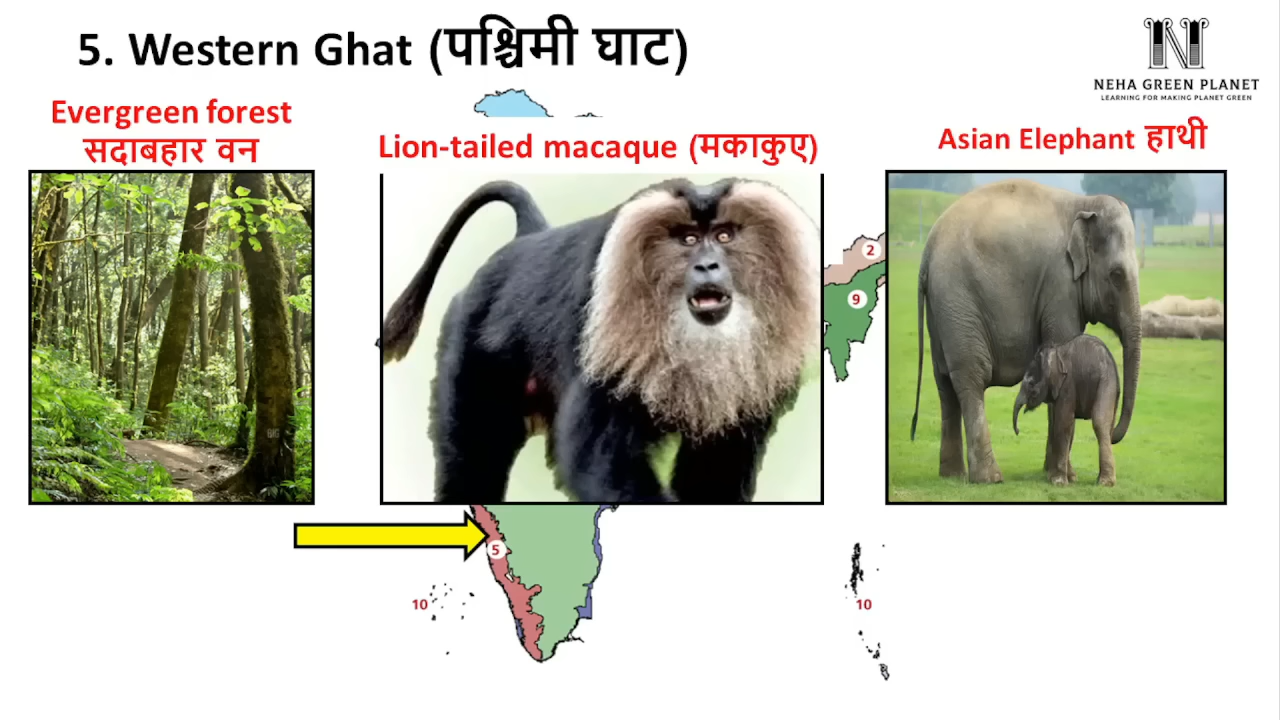 5. Western Ghat (पश्चिमी घाट)
NEHA GREEN PLANET
LEARNING FOR MAKING PLANET GREEN
Evergreen forest
सदाबहार वन
Lion-tailed macaque (मकाकुए)
Asian Elephant हाथी
2
9
5
10
10